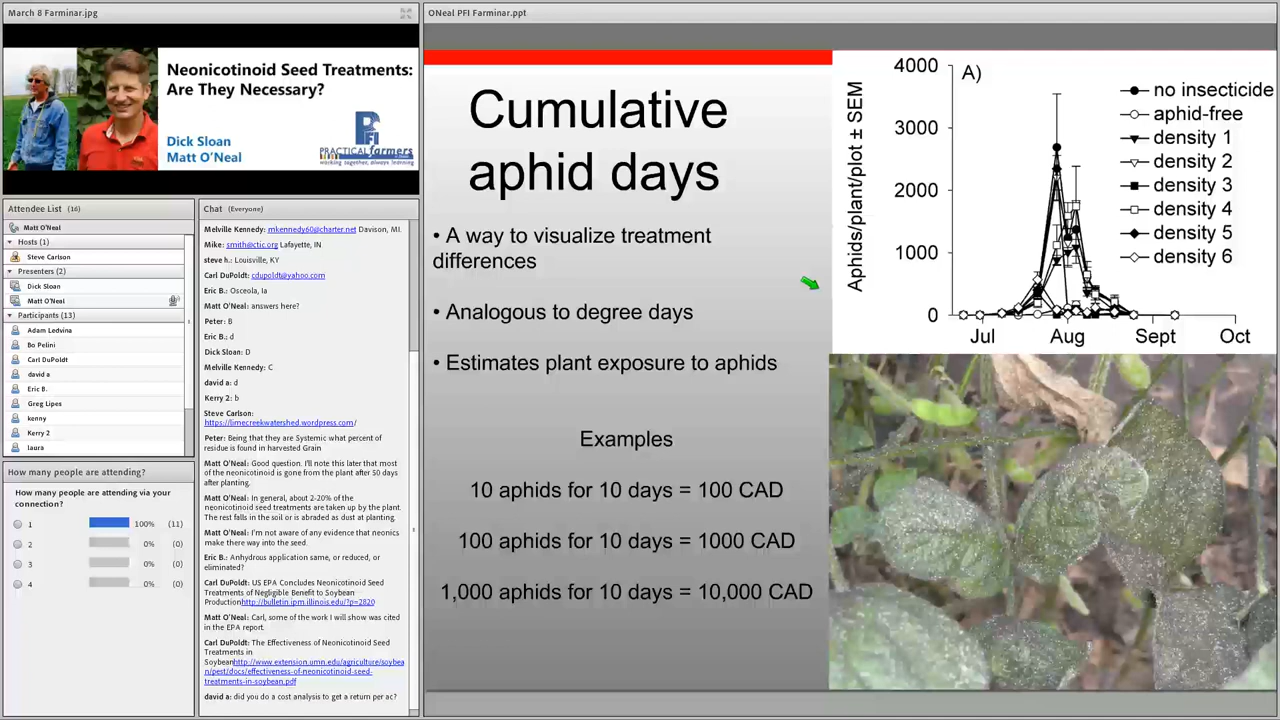 March 8 Farminar.jpg
Neonicotinoid Seed Treatments:
Are They Necessary?
Dick Sloan
Matt O'Neal
PFI
PRACTICAL farmers
working together, always learning
Attendee List (16)
Matt O'Neal
Hosts (1)
Steve Carlson
Presenters (2)
Dick Sloan
Matt O'Neal
Participants (13)
Adam Ledvina
Bo Pelini
Carl DuPoldt
david a
Eric B.
Greg Lipes
kenny
Kerry 2
laura
How many people are attending?
How many people are attending via your
connection?
1 100% (11)
2 0% (0)
3 0% (0)
4 0% (0)
Chat (Everyone)
Melville Kennedy: mkennedy60@charter.net Davison, MI.
Mike: smith@ctic.org Lafayette, IN
steve h.: Louisville, KY
Carl DuPoldt: cdupoldt@yahoo.com
Eric B.: Osceola, Ia
Matt O'Neal: answers here?
Peter: B
Eric B.: d
Dick Sloan: D
Melville Kennedy: C
david a: d
Kerry 2: b
Steve Carlson:
https://limecreekwatershed.wordpress.com/
Peter: Being that they are Systemic what percent of
residue is found in harvested Grain
Matt O'Neal: Good question. I'll note this later that most
of the neonicotinoid is gone from the plant after 50 days
after planting.
Matt O'Neal: In general, about 2-20% of the
neonicotinoid seed treatments are taken up by the plant.
The rest falls in the soil or is abraded as dust at planting.
Matt O'Neal: I'm not aware of any evidence that neonics
make there way into the seed.
Eric B.: Anhydrous application same, or reduced, or
eliminated?
Carl DuPoldt: US EPA Concludes Neonicotinoid Seed
Treatments of Negligible Benefit to Soybean
Productionhttp://bulletin.ipm.illinois.edu/?p=2820
Matt O'Neal: Carl, some of the work I will show was cited
in the EPA report.
Carl DuPoldt: The Effectiveness of Neonicotinoid Seed
Treatments in
Soybeanhttp://www.extension.umn.edu/agriculture/soybea
n/pest/docs/effectiveness-of-neonicotinoid-seed-
treatments-in-soybean.pdf
david a: did you do a cost analysis to get a return per ac?
ONeal PFI Farminar.ppt
Cumulative
aphid days
• A way to visualize treatment
differences
• Analogous to degree days
• Estimates plant exposure to aphids
Examples
10 aphids for 10 days = 100 CAD
100 aphids for 10 days = 1000 CAD
1,000 aphids for 10 days = 10,000 CAD
A)
Aphids/plant/plot ± SEM
4000
3000
2000
1000
0
Jul Aug Sept Oct
no insecticide
aphid-free
density 1
density 2
density 3
density 4
density 5
density 6